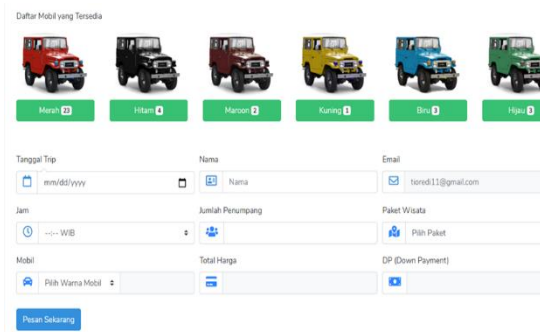 Daftar Mobil yang Tersedia
Merah 23
Hitam 4
Maroon 2
Kuning 1
Biru 3
Hijau 3
Tanggal Trip
Nama
Email
mm/dd/yyyy
Nama
tioredi11@gmail.com
Jam
Jumlah Penumpang
Paket Wisata
--:-- WIB
Pilih Paket
Mobil
Total Harga
DP (Down Payment)
Pilih Warna Mobil
Pesan Sekarang